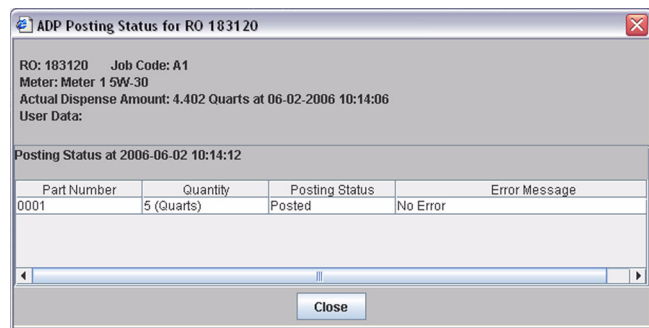 ADP Posting Status for RO 183120
RO: 183120 Job Code: A1
Meter: Meter 1 5W-30
Actual Dispense Amount: 4.402 Quarts at 06-02-2006 10:14:06
User Data:
Posting Status at 2006-06-02 10:14:12
Part Number Quantity Posting Status Error Message
0001 5 (Quarts) Posted No Error
Close